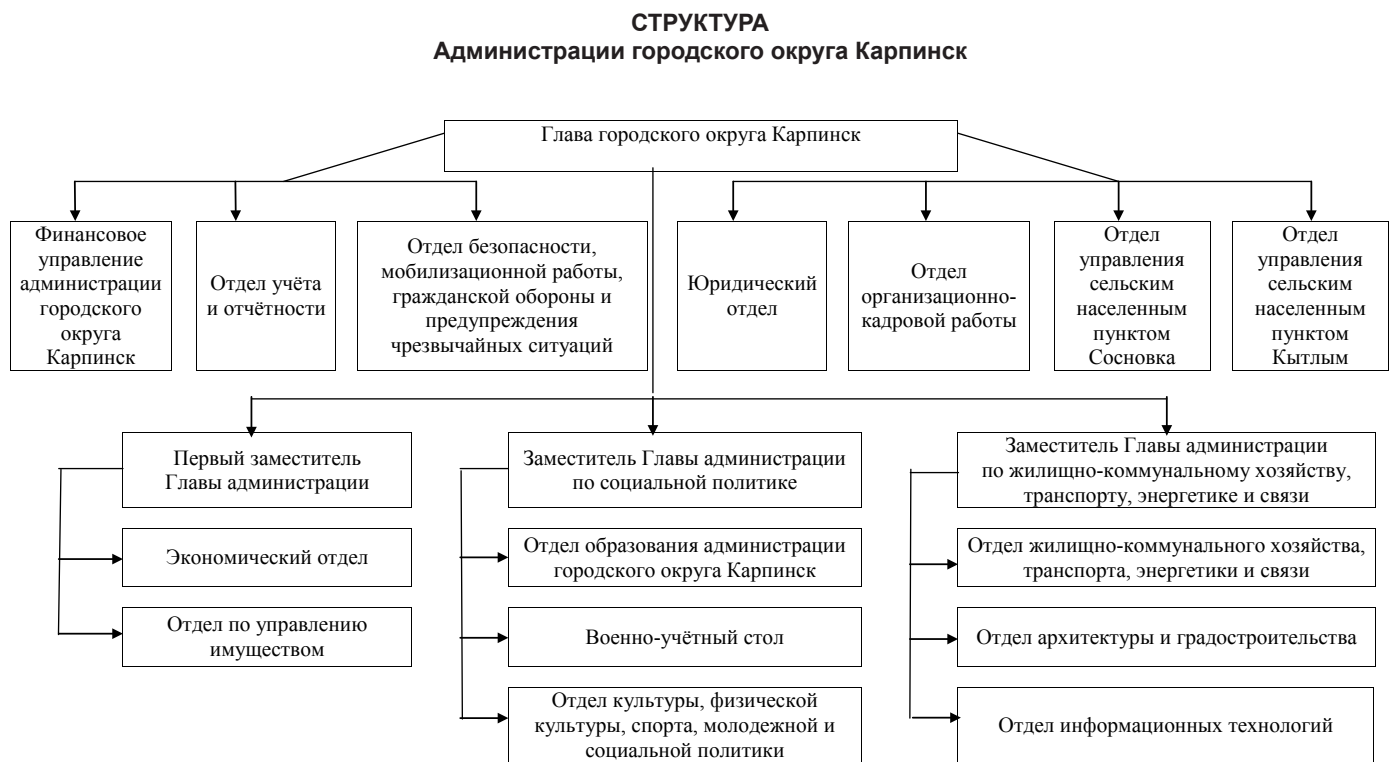 СТРУКТУРА
Администрации городского округа Карпинск
Глава городского округа Карпинск
Финансовое
управление
администрации
городского
округа
Карпинск
Отдел учёта
и отчётности
Отдел безопасности,
мобилизационной работы,
гражданской обороны и
предупреждения
чрезвычайных ситуаций
Юридический
отдел
Отдел
организационно-
кадровой работы
Отдел
управления
сельским
населенным
пунктом
Сосновка
Отдел
управления
сельским
населенным
пунктом
Кытлым
Первый заместитель
Главы администрации
Экономический отдел
Отдел по управлению
имуществом
Заместитель Главы администрации
по социальной политике
Отдел образования администрации
городского округа Карпинск
Военно-учётный стол
Отдел культуры, физической
культуры, спорта, молодежной и
социальной политики
Заместитель Главы администрации
по жилищно-коммунальному хозяйству,
транспорту, энергетике и связи
Отдел жилищно-коммунального хозяйства,
транспорта, энергетики и связи
Отдел архитектуры и градостроительства
Отдел информационных технологий